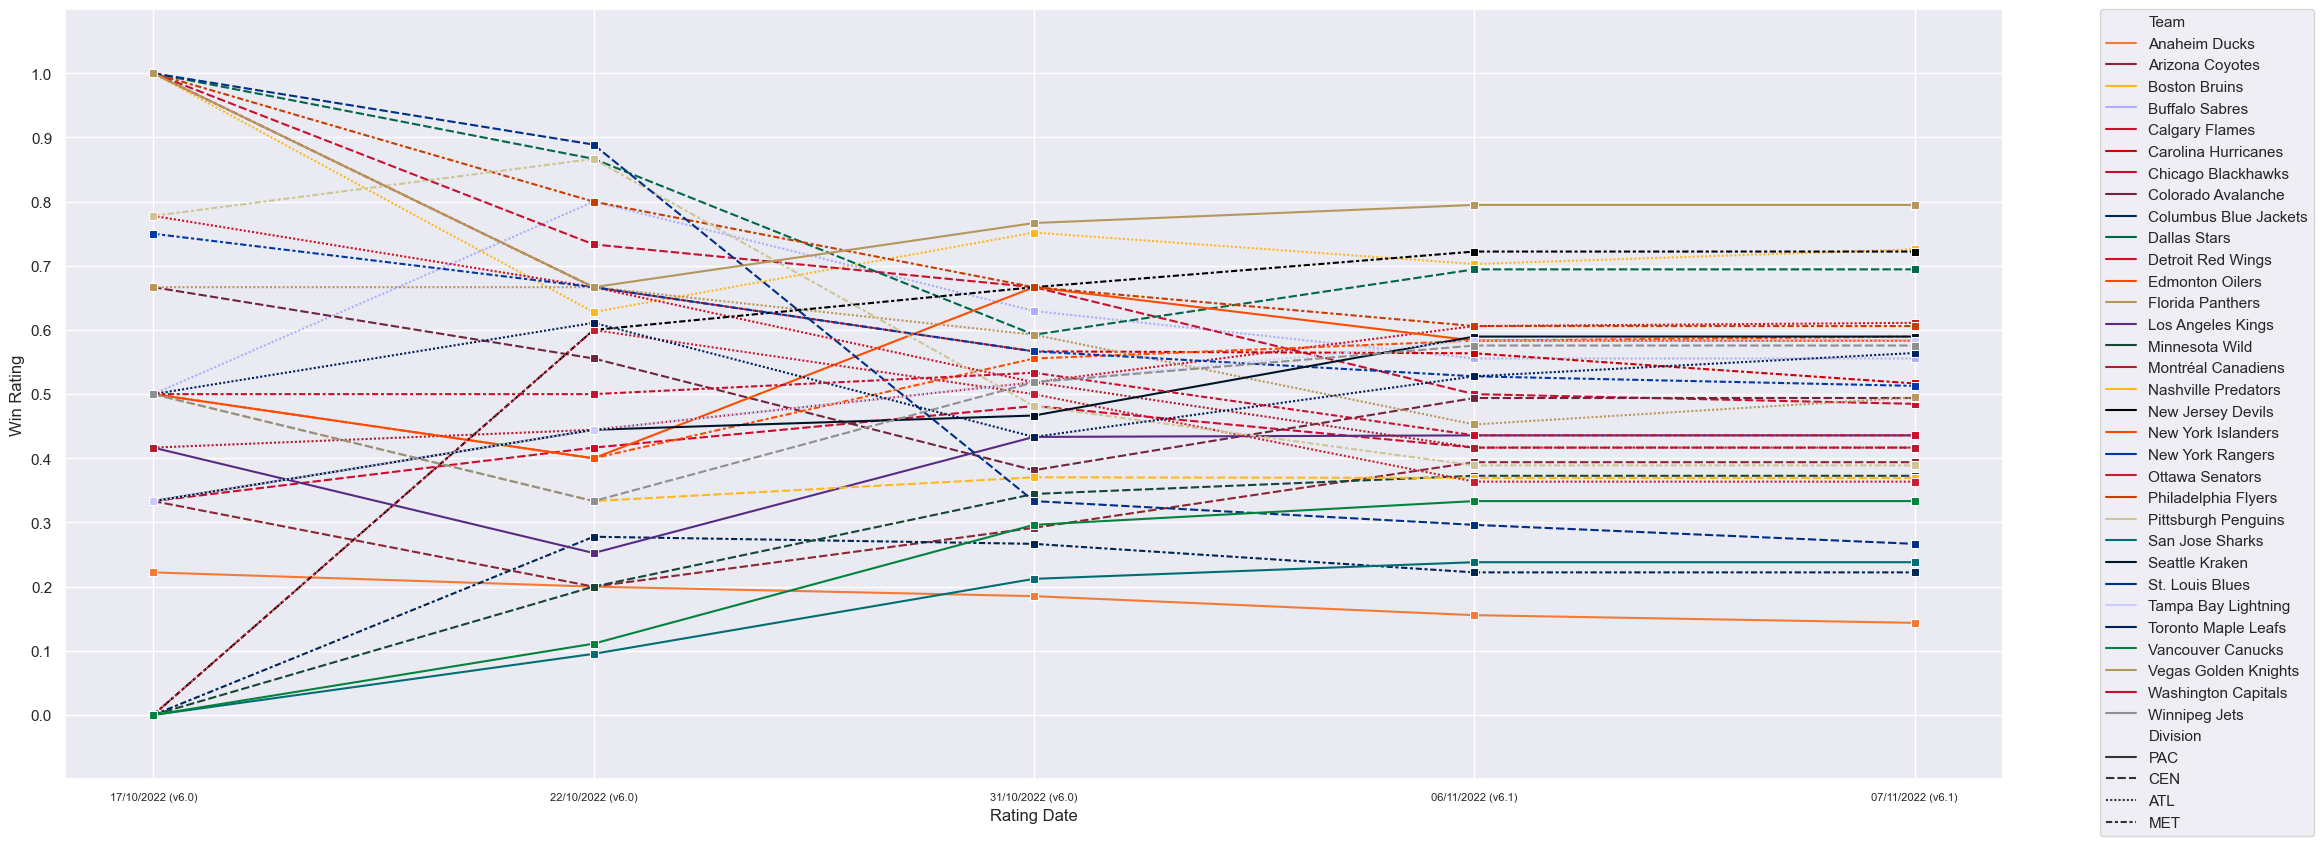 Win Rating
1.0
0.9
0.8
0.7
0.6
0.5
0.4
0.3
0.2
0.1
0.0
17/10/2022 (v6.0)
22/10/2022 (v6.0)
31/10/2022 (v6.0)
06/11/2022 (v6.1)
07/11/2022 (v6.1)
Rating Date
Team
Anaheim Ducks
Arizona Coyotes
Boston Bruins
Buffalo Sabres
Calgary Flames
Carolina Hurricanes
Chicago Blackhawks
Colorado Avalanche
Columbus Blue Jackets
Dallas Stars
Detroit Red Wings
Edmonton Oilers
Florida Panthers
Los Angeles Kings
Minnesota Wild
Montréal Canadiens
Nashville Predators
New Jersey Devils
New York Islanders
New York Rangers
Ottawa Senators
Philadelphia Flyers
Pittsburgh Penguins
San Jose Sharks
Seattle Kraken
St. Louis Blues
Tampa Bay Lightning
Toronto Maple Leafs
Vancouver Canucks
Vegas Golden Knights
Washington Capitals
Winnipeg Jets
Division
PAC
CEN
ATL
MET